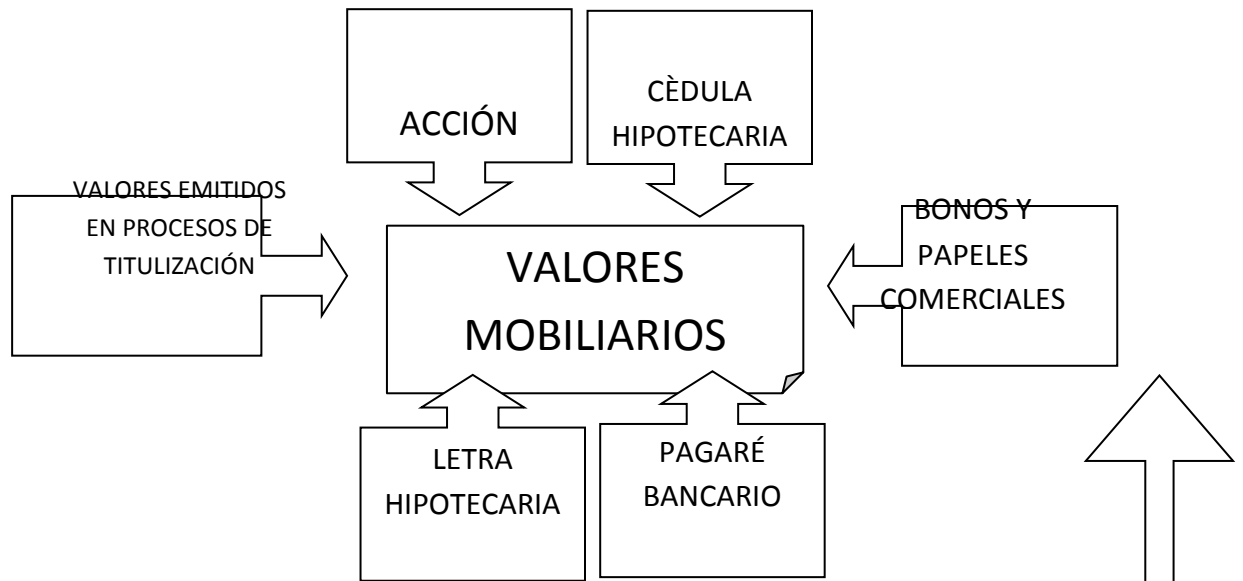 ACCIÓN
CÈDULA
HIPOTECARIA
VALORES EMITIDOS
EN PROCESOS DE
TITULIZACIÓN
VALORES
MOBILIARIOS
BONOS Y
PAPELES
COMERCIALES
LETRA
HIPOTECARIA
PAGARÉ
BANCARIO